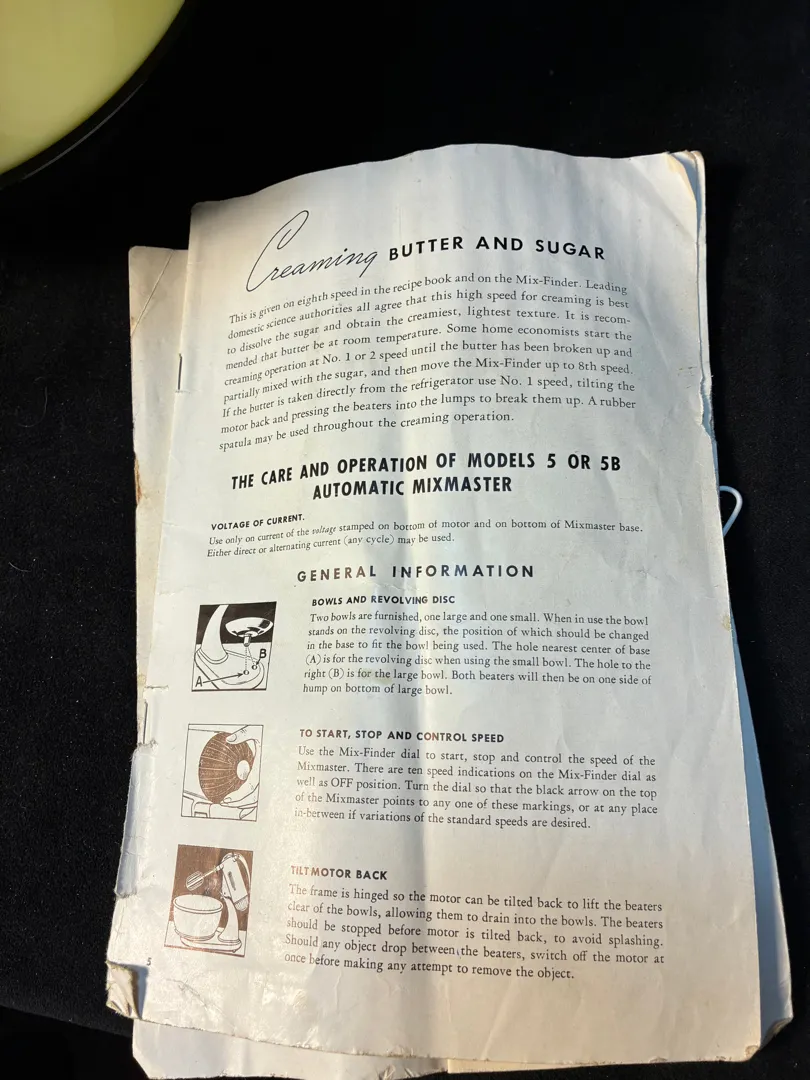 Creaming BUTTER AND SUGAR
This is given on eighth speed in the recipe book and on the Mix-Finder. Leading
domestic science authorities all agree that this high speed for creaming is best
to dissolve the sugar and obtain the creamiest, lightest texture. It is recom-
mended that butter be at room temperature. Some home economists start the
creaming operation at No. 1 or 2 speed until the butter has been broken up and
partially mixed with the sugar, and then move the Mix-Finder up to 8th speed.
If the butter is taken directly from the refrigerator use No. 1 speed, tilting the
motor back and pressing the beaters into the lumps to break them up. A rubber
spatula may be used throughout the creaming operation.
THE CARE AND OPERATION OF MODELS 5 OR 5B
AUTOMATIC MIXMASTER
VOLTAGE OF CURRENT.
Use only on current of the voltage stamped on bottom of motor and on bottom of Mixmaster base.
Either direct or alternating current (any cycle) may be used.
GENERAL INFORMATION
BOWLS AND REVOLVING DISC
Two bowls are furnished, one large and one small. When in use the bowl
stands on the revolving disc, the position of which should be changed
in the base to fit the bowl being used. The hole nearest center of base
(A) is for the revolving disc when using the small bowl. The hole to the
right (B) is for the large bowl. Both beaters will then be on one side of
hump on bottom of large bowl.
B
A
TO START, STOP AND CONTROL SPEED
Use the Mix-Finder dial to start, stop and control the speed of the
Mixmaster. There are ten speed indications on the Mix-Finder dial as
well as OFF position. Turn the dial so that the black arrow on the top
of the Mixmaster points to any one of these markings, or at any place
in-between if variations of the standard speeds are desired.
TILT MOTOR BACK
The frame is hinged so the motor can be tilted back to lift the beaters
clear of the bowls, allowing them to drain into the bowls. The beaters
should be stopped before motor is tilted back, to avoid splashing.
Should any object drop between the beaters, switch off the motor at
once before making any attempt to remove the object.
5